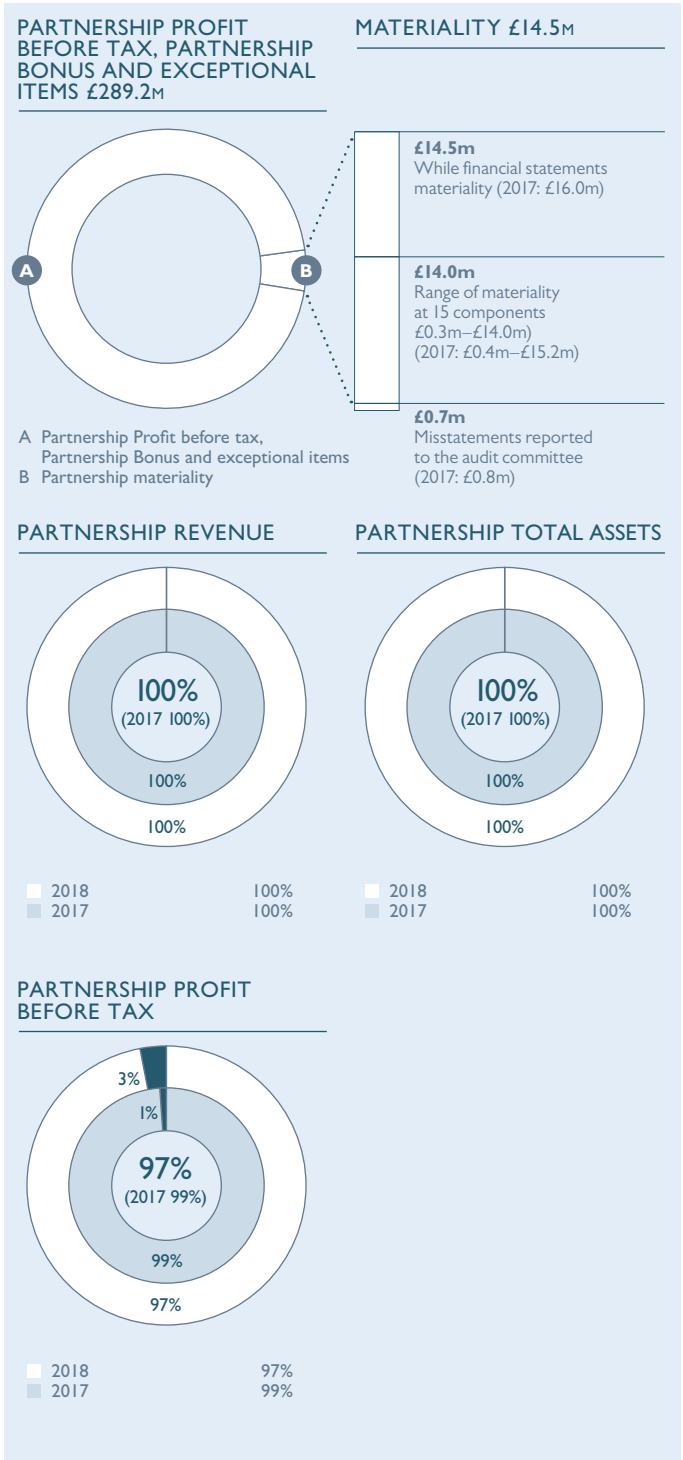 PARTNERSHIP PROFIT
BEFORE TAX, PARTNERSHIP
BONUS AND EXCEPTIONAL
ITEMS £289.2M
MATERIALITY £14.5M
A
B
£14.5m
While financial statements
materiality (2017: £16.0m)
£14.0m
Range of materiality
at 15 components
£0.3m–£14.0m)
(2017: £0.4m–£15.2m)
£0.7m
Misstatements reported
to the audit committee
(2017: £0.8m)
A Partnership Profit before tax,
Partnership Bonus and exceptional items
B Partnership materiality
PARTNERSHIP REVENUE
100%
(2017 100%)
100%
100%
2018 100%
2017 100%
PARTNERSHIP TOTAL ASSETS
100%
(2017 100%)
100%
100%
2018 100%
2017 100%
PARTNERSHIP PROFIT
BEFORE TAX
3%
1%
97%
(2017 99%)
99%
97%
2018 97%
2017 99%